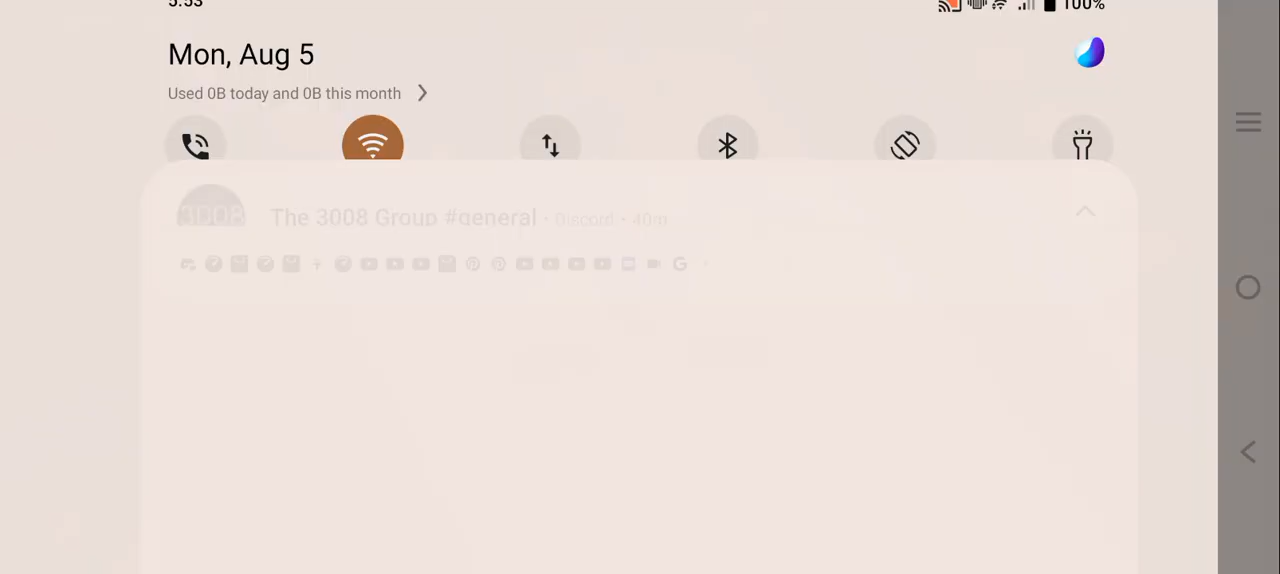 5:53
100%
Mon, Aug 5
Used 0B today and 0B this month
3008
The 3008 Group #general • Discord • 40m
G